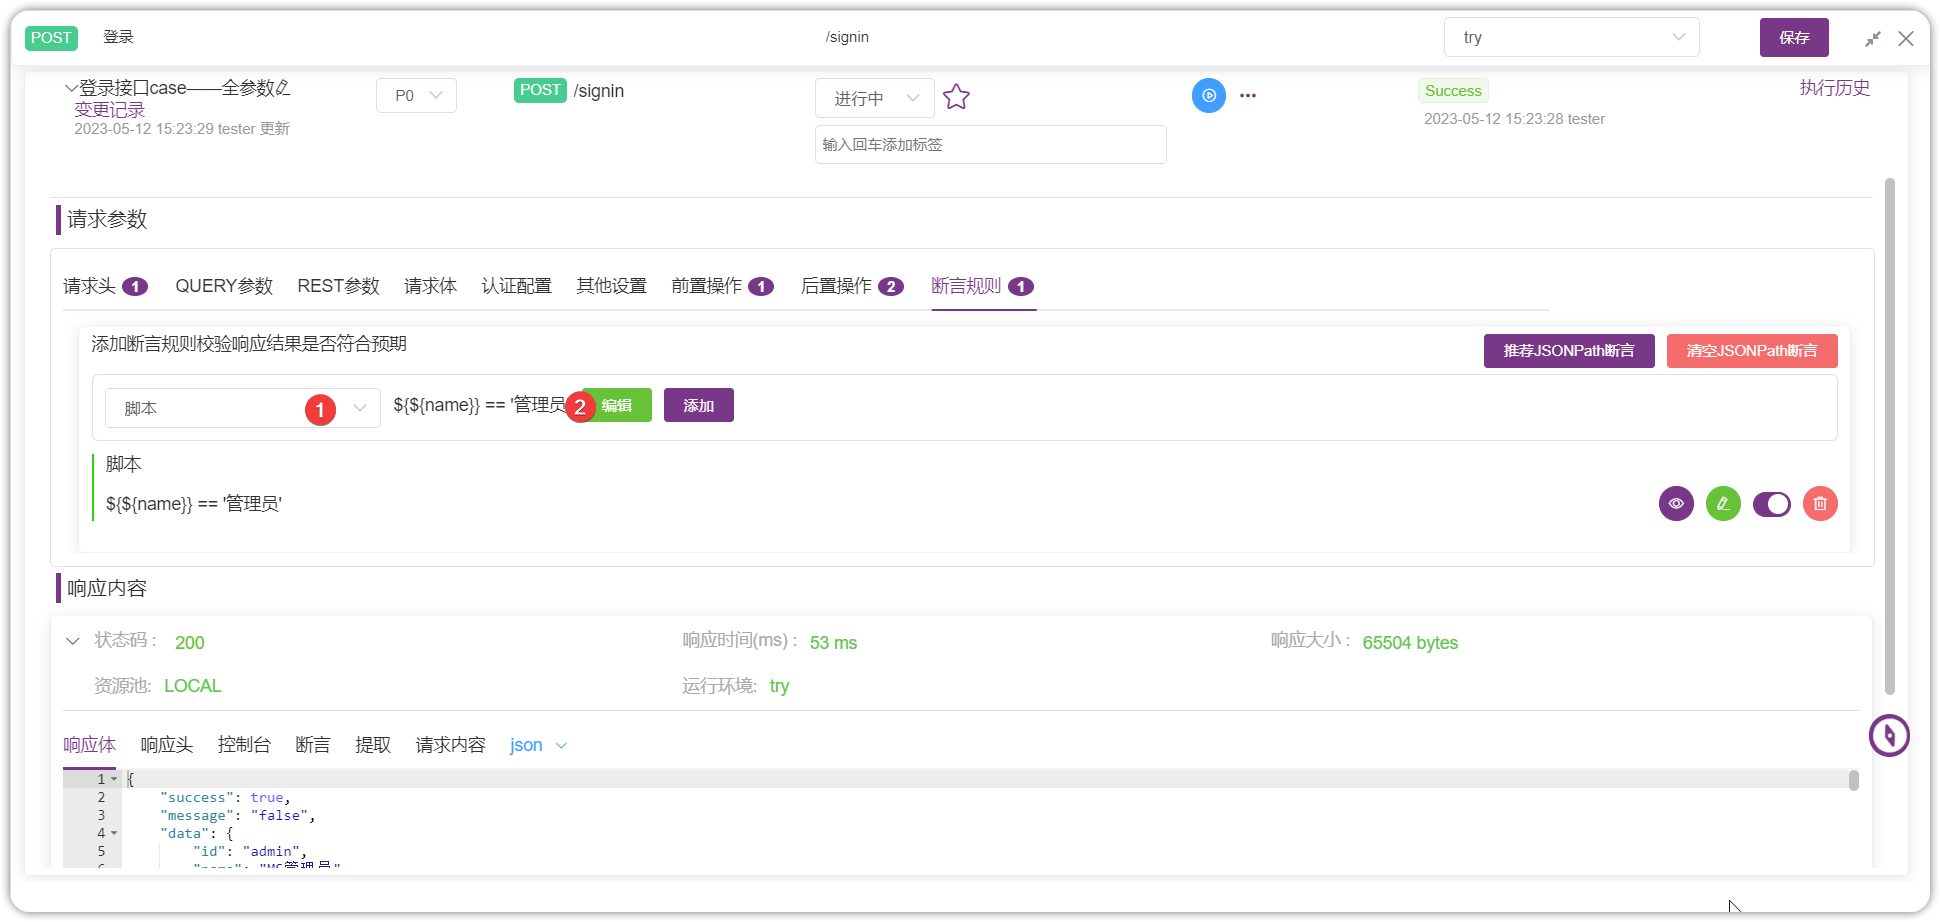 POST 登录 /signin try 保存
登录接口case——全参数 P0 POST /signin 进行中 Success 执行历史
变更记录
2023-05-12 15:23:29 tester 更新 2023-05-12 15:23:28 tester
输入回车添加标签
请求参数
请求头 1 QUERY参数 REST参数 请求体 认证配置 其他设置 前置操作 1 后置操作 2 断言规则 1
添加断言规则校验响应结果是否符合预期 推荐JSONPath断言 清空JSONPath断言
脚本 1 ${${name}} == '管理员 2 编辑 添加
脚本
${${name}} == '管理员'
响应内容
状态码： 200 响应时间(ms)： 53 ms 响应大小： 65504 bytes
资源池: LOCAL 运行环境: try
响应体 响应头 控制台 断言 提取 请求内容 json
1 {
2 "success": true,
3 "message": "false",
4 "data": {
5 "id": "admin",
6 "name": "MS管理员"